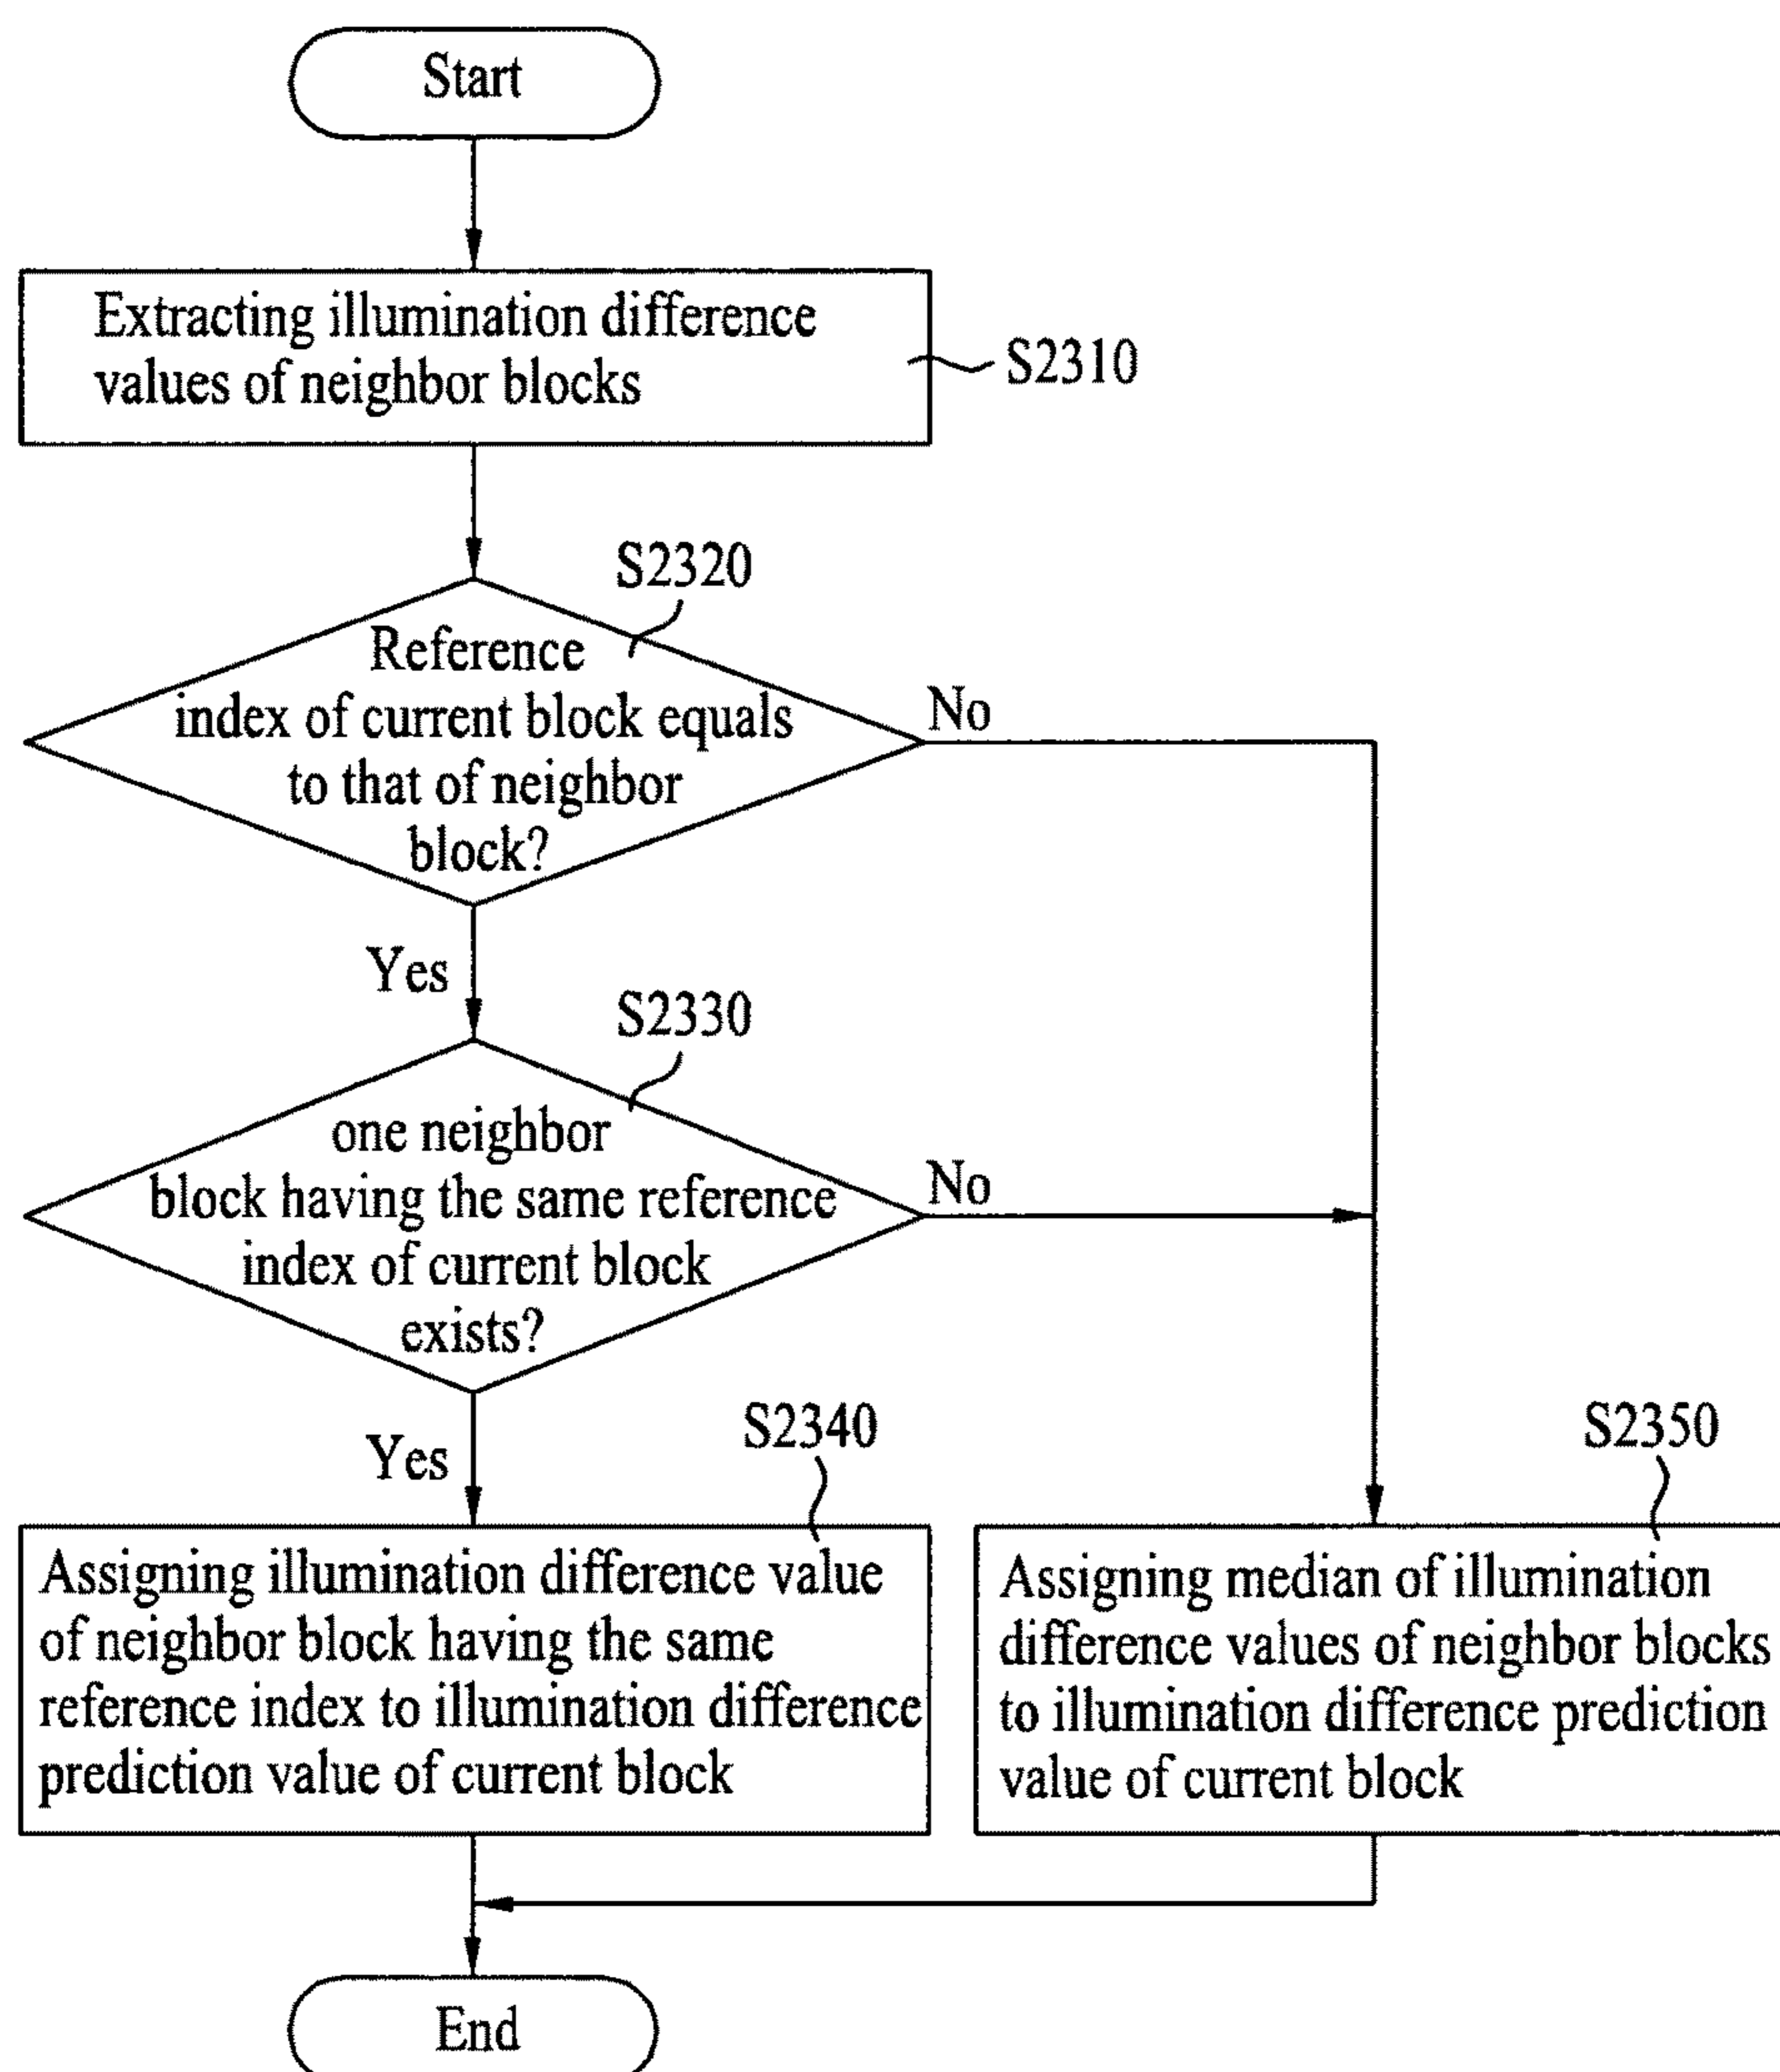 Start
Extracting illumination difference
values of neighbor blocks
S2310
S2320
Reference
index of current block equals
to that of neighbor
block?
No
Yes
S2330
one neighbor
block having the same reference
index of current block
exists?
No
Yes
S2340
Assigning illumination difference value
of neighbor block having the same
reference index to illumination difference
prediction value of current block
S2350
Assigning median of illumination
difference values of neighbor blocks
to illumination difference prediction
value of current block
End